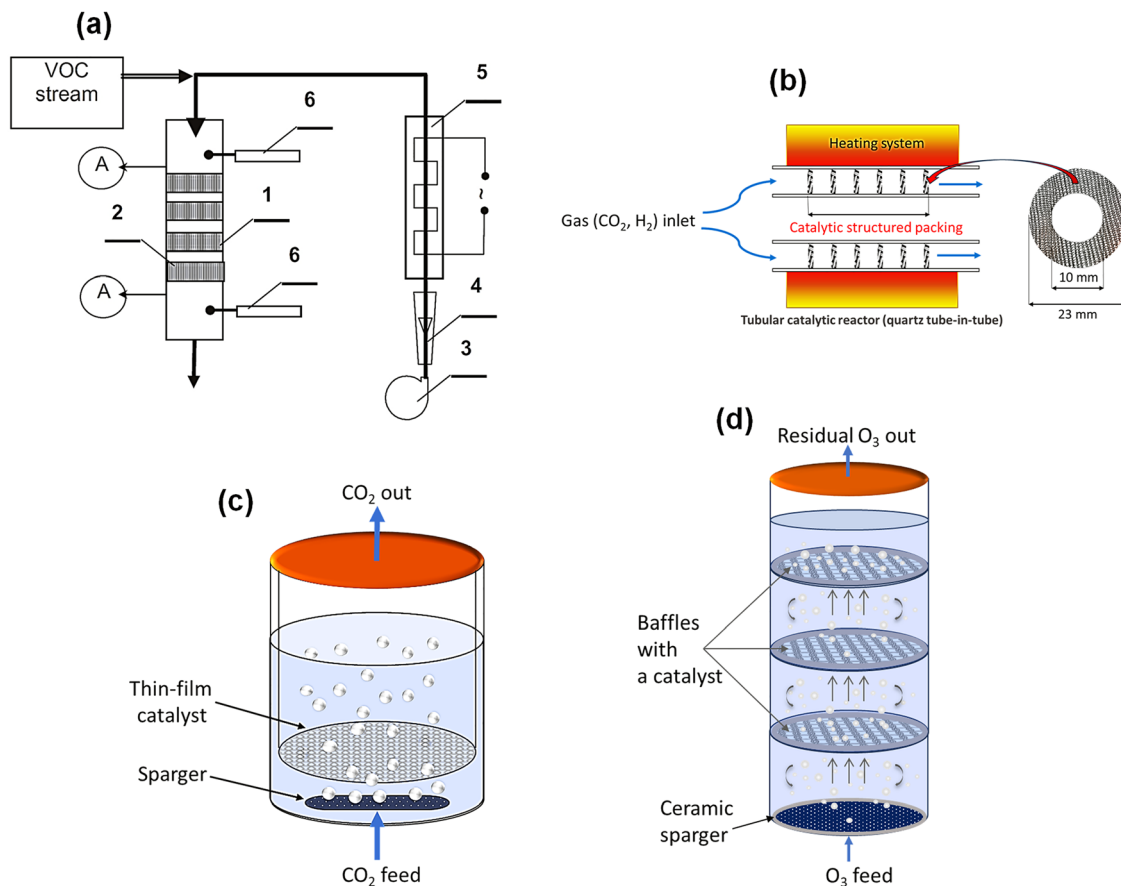 (a)
VOC
stream
5
6
A
1
2
~
6
A
4
3
(b)
Heating system
Gas (CO₂, H₂) inlet
Catalytic structured packing
10 mm
23 mm
Tubular catalytic reactor (quartz tube-in-tube)
(c)
CO₂ out
Thin-film
catalyst
Sparger
CO₂ feed
(d)
Residual O₃ out
Baffles
with
a catalyst
Ceramic
sparger
O₃ feed